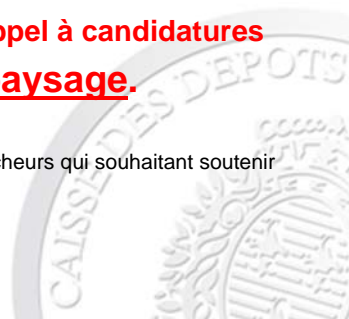 ppel à candidatures
aysage.
cheurs qui souhaitant soutenir
CAISSE DES DEPOTS